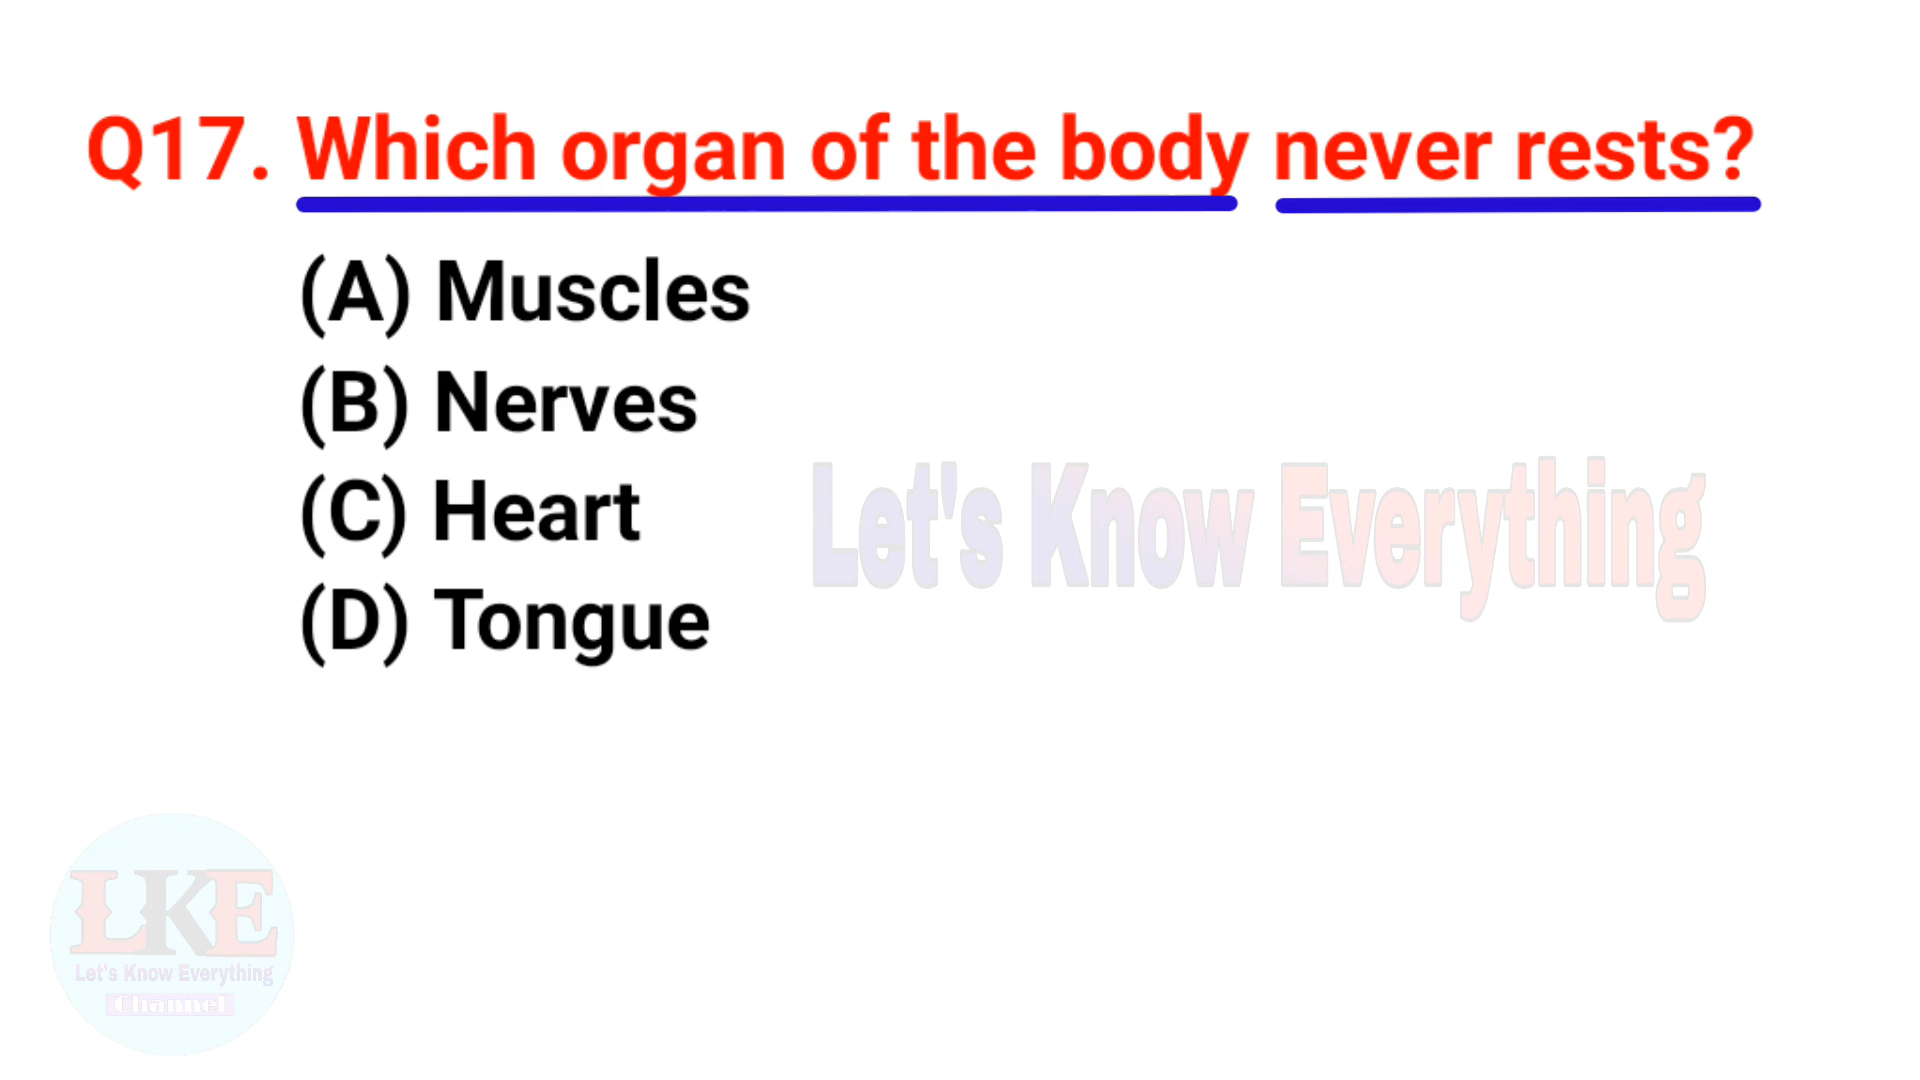 Q17. Which organ of the body never rests?
(A) Muscles
(B) Nerves
(C) Heart
(D) Tongue
Let's Know Everything
LKE
Let's Know Everything
Channel